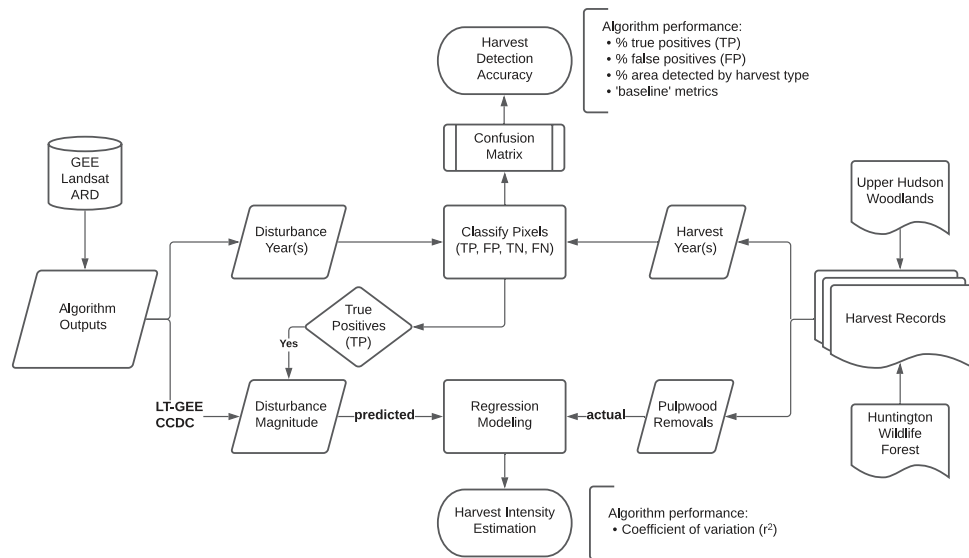 Harvest
Detection
Accuracy
Algorithm performance:
• % true positives (TP)
• % false positives (FP)
• % area detected by harvest type
• 'baseline' metrics
Confusion
Matrix
GEE
Landsat
ARD
Upper Hudson
Woodlands
Disturbance
Year(s)
Classify Pixels
(TP, FP, TN, FN)
Harvest
Year(s)
Algorithm
Outputs
True
Positives
(TP)
Harvest Records
Yes
LT-GEE
CCDC
Disturbance
Magnitude
predicted
Regression
Modeling
actual
Pulpwood
Removals
Huntington
Wildlife
Forest
Harvest Intensity
Estimation
Algorithm performance:
• Coefficient of variation (r²)